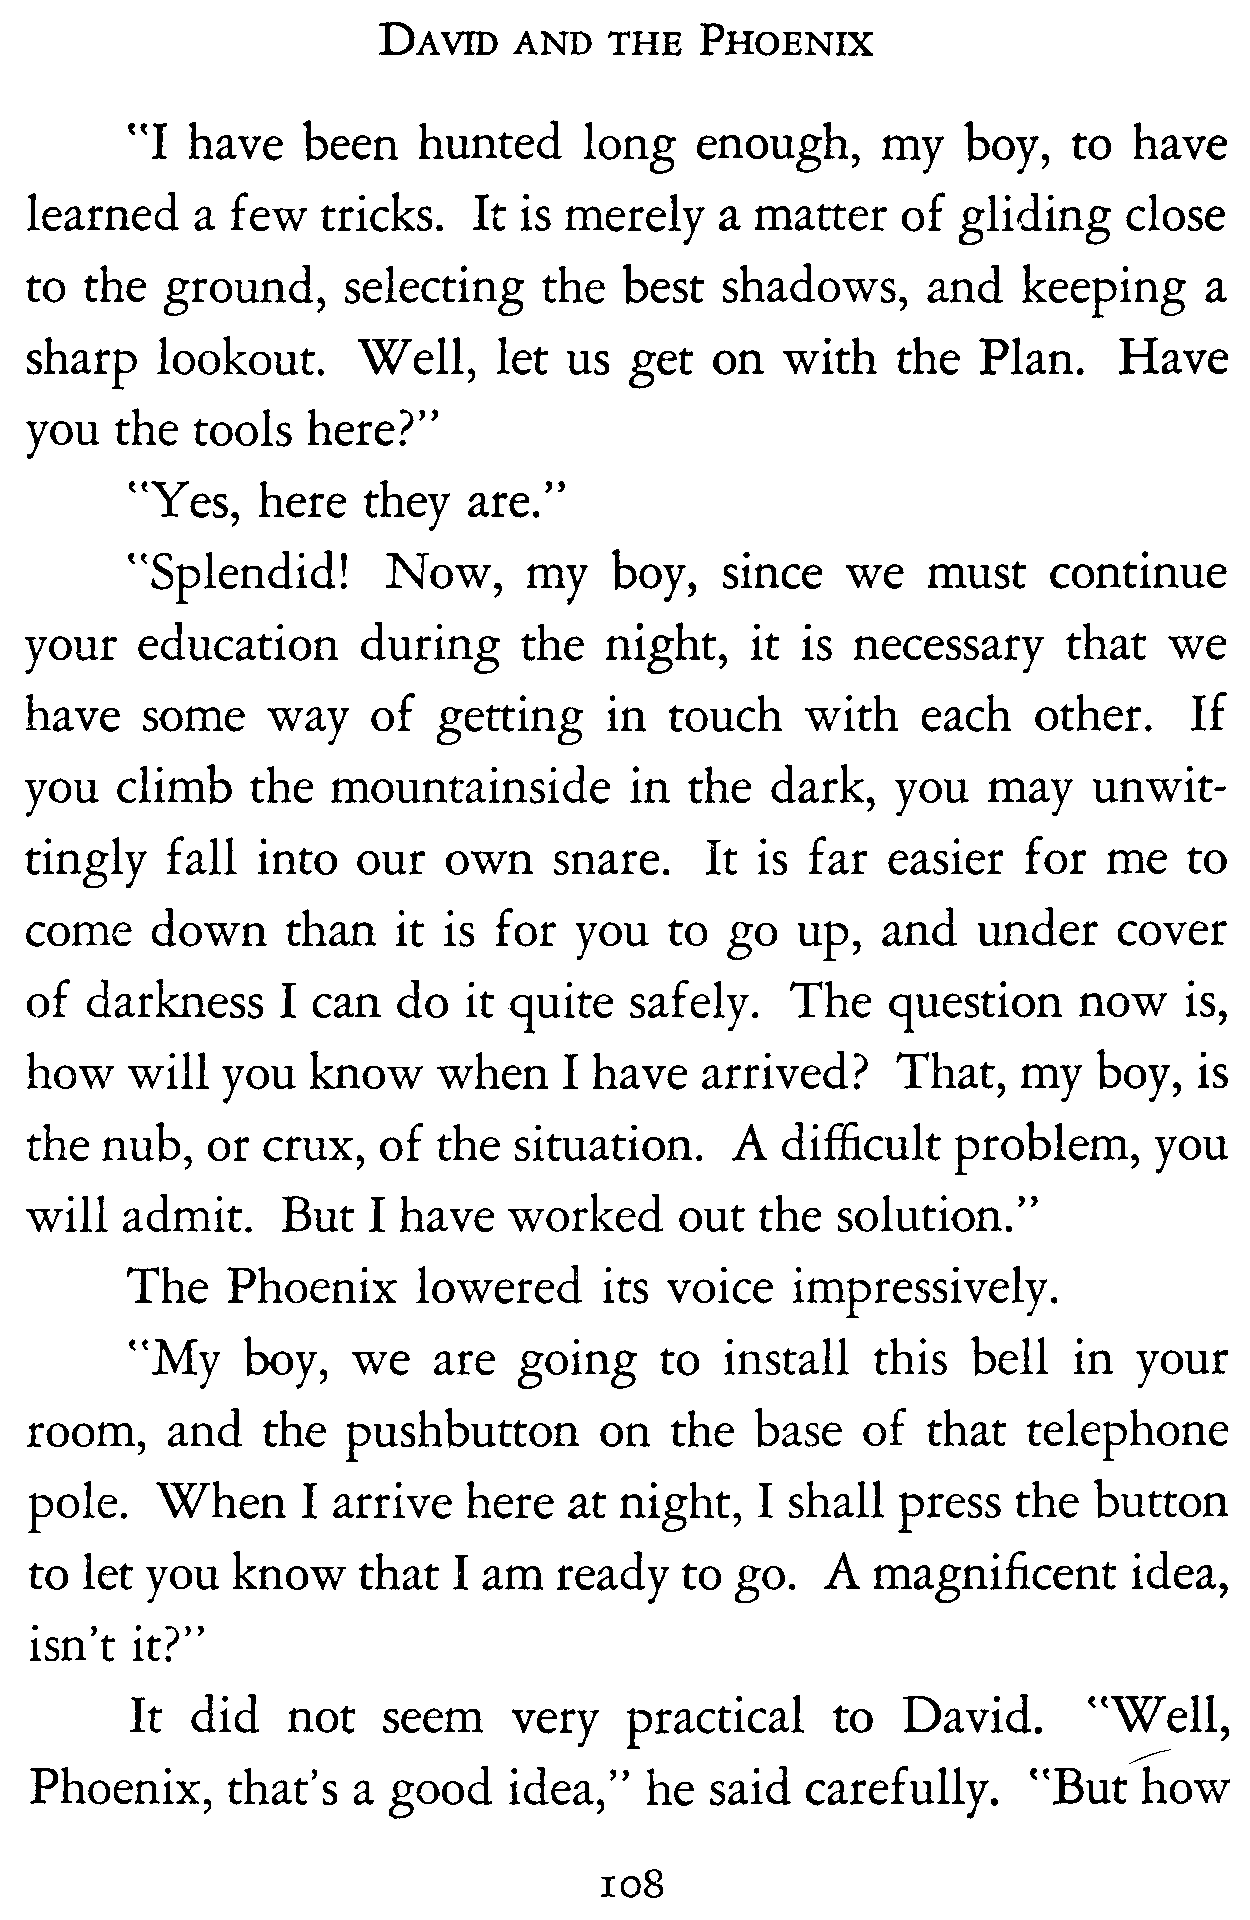 DAVID AND THE PHOENIX
"I have been hunted long enough, my boy, to have
learned a few tricks. It is merely a matter of gliding close
to the ground, selecting the best shadows, and keeping a
sharp lookout. Well, let us get on with the Plan. Have
you the tools here?"
"Yes, here they are."
"Splendid! Now, my boy, since we must continue
your education during the night, it is necessary that we
have some way of getting in touch with each other. If
you climb the mountainside in the dark, you may unwit-
tingly fall into our own snare. It is far easier for me to
come down than it is for you to go up, and under cover
of darkness I can do it quite safely. The question now is,
how will you know when I have arrived? That, my boy, is
the nub, or crux, of the situation. A difficult problem, you
will admit. But I have worked out the solution."
The Phoenix lowered its voice impressively.
"My boy, we are going to install this bell in your
room, and the pushbutton on the base of that telephone
pole. When I arrive here at night, I shall press the button
to let you know that I am ready to go. A magnificent idea,
isn't it?"
It did not seem very practical to David. "Well,
Phoenix, that's a good idea," he said carefully. "But how
108